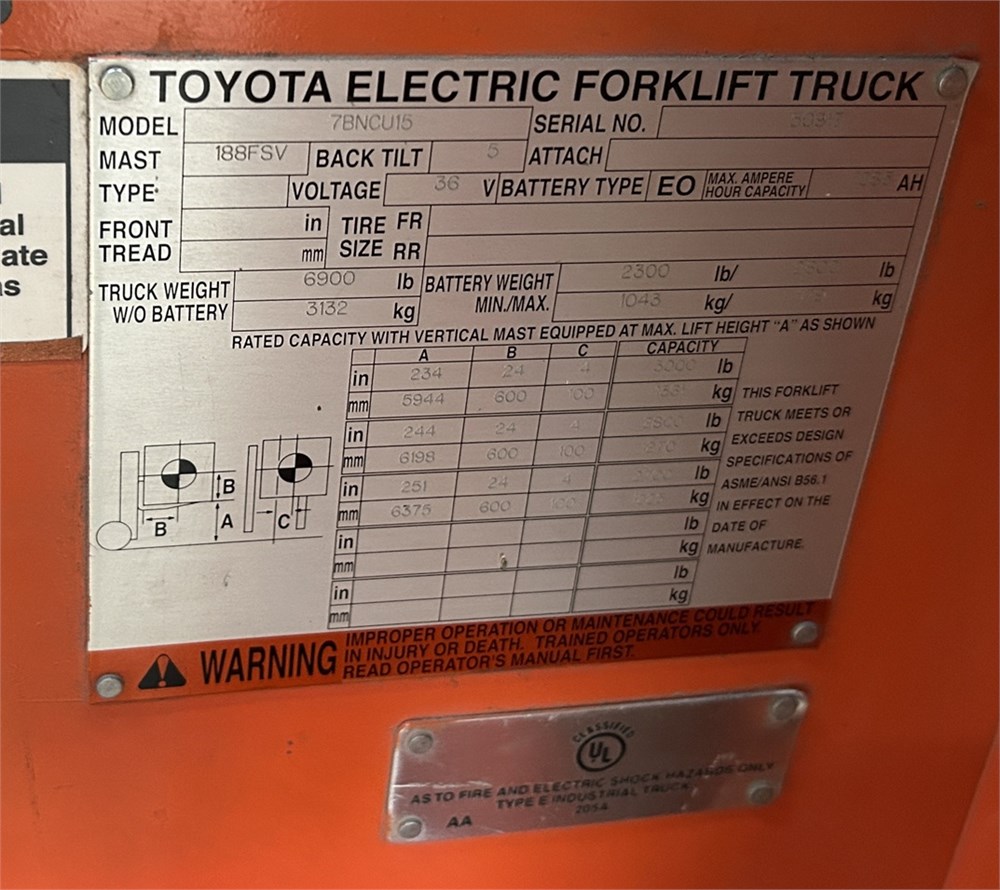 TOYOTA ELECTRIC FORKLIFT TRUCK
MODEL 7BNCU15 SERIAL NO.
MAST 188FSV BACK TILT 5 ATTACH
TYPE VOLTAGE 36 V BATTERY TYPE EO MAX. AMPERE HOUR CAPACITY AH
FRONT TREAD in mm TIRE SIZE FR RR
TRUCK WEIGHT W/O BATTERY 6900 lb 3132 kg BATTERY WEIGHT MIN./MAX. 2300 lb/ lb 1043 kg/ kg
RATED CAPACITY WITH VERTICAL MAST EQUIPPED AT MAX. LIFT HEIGHT "A" AS SHOWN
A B C CAPACITY
in 234 24 4 3000 lb
mm 5944 600 100 kg
in 244 24 4 lb
mm 6198 600 100 kg
in 251 24 4 lb
mm 6375 600 100 kg
in lb
mm kg
in lb
mm kg
THIS FORKLIFT
TRUCK MEETS OR
EXCEEDS DESIGN
SPECIFICATIONS OF
ASME/ANSI B56.1
IN EFFECT ON THE
DATE OF
MANUFACTURE.
B
B A C
WARNING
IMPROPER OPERATION OR MAINTENANCE COULD RESULT
IN INJURY OR DEATH. TRAINED OPERATORS ONLY.
READ OPERATOR'S MANUAL FIRST.
al
ate
as
CLASSIFIED
UL
AS TO FIRE AND ELECTRIC SHOCK HAZARDS ONLY
TYPE E INDUSTRIAL TRUCK
AA 205A